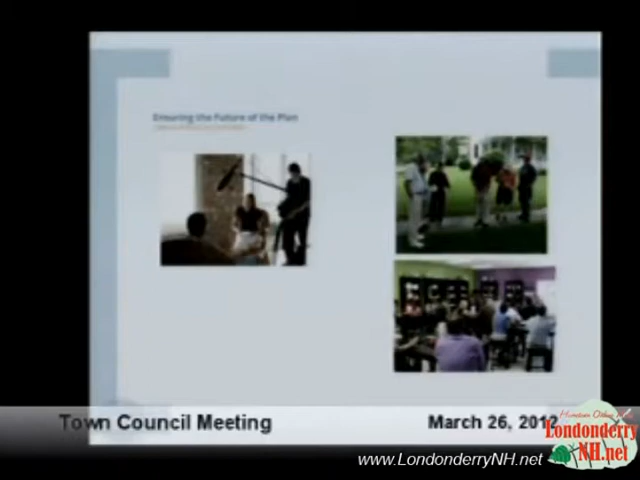 Ensuring the Future of the Plan
Town Council Meeting
March 26, 2012
Londonderry
NH.net
www.LondonderryNH.net